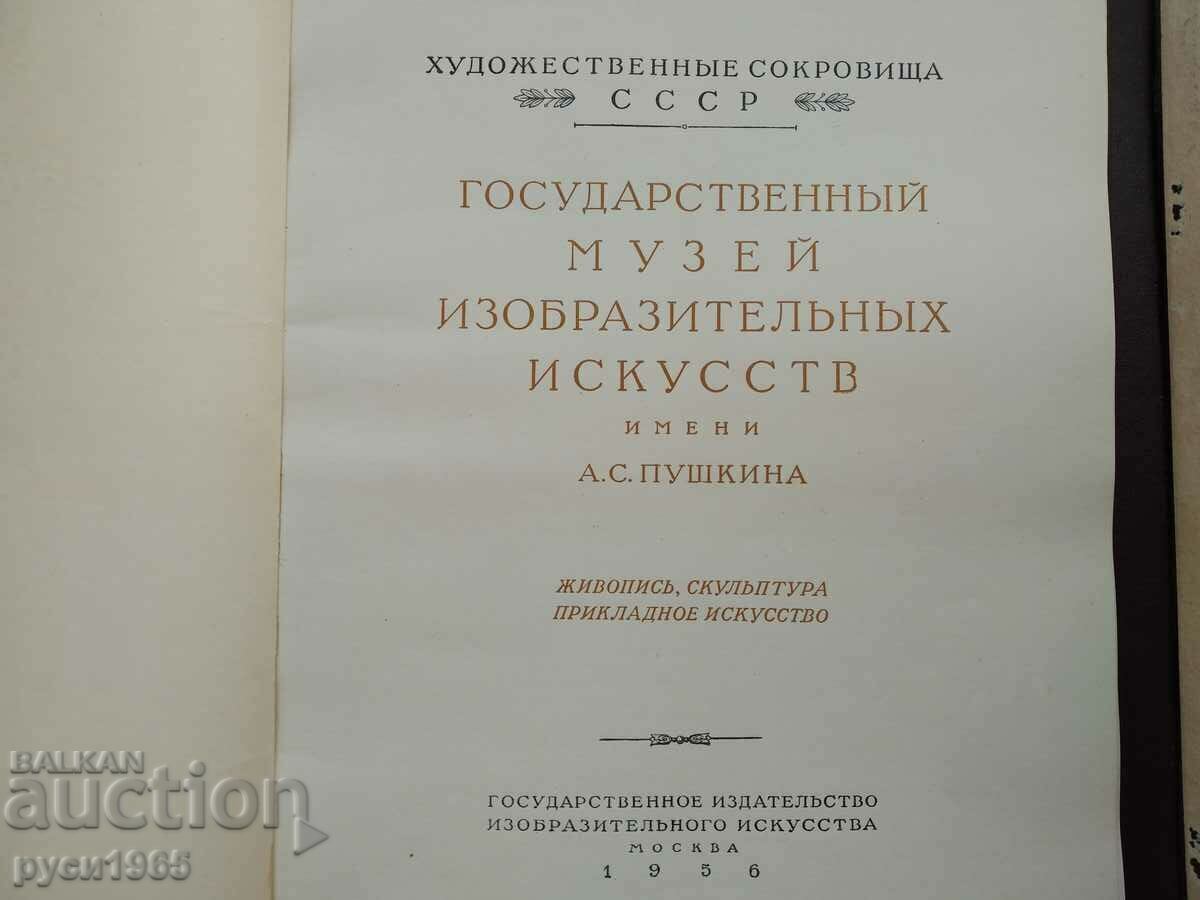 ХУДОЖЕСТВЕННЫЕ СОКРОВИЩА
СССР
ГОСУДАРСТВЕННЫЙ
МУЗЕЙ
ИЗОБРАЗИТЕЛЬНЫХ
ИСКУССТВ
ИМЕНИ
А.С. ПУШКИНА
ЖИВОПИСЬ, СКУЛЬПТУРА
ПРИКЛАДНОЕ ИСКУССТВО
ГОСУДАРСТВЕННОЕ ИЗДАТЕЛЬСТВО
ИЗОБРАЗИТЕЛЬНОГО ИСКУССТВА
МОСКВА
1956
BALKAN
auction
руси1965